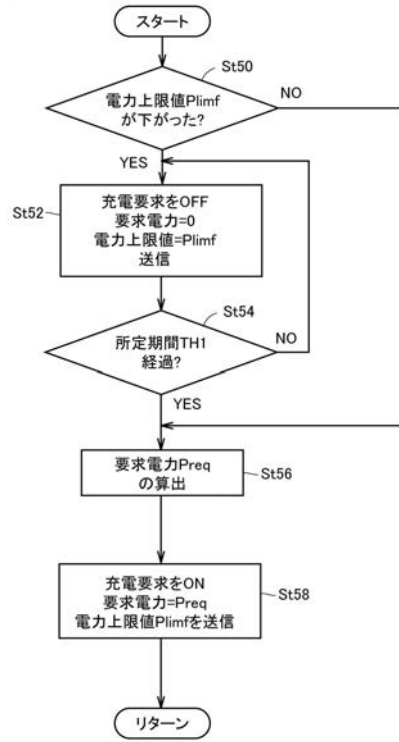 スタート
St50
電力上限値Plimf
が下がった?
NO
YES
St52
充電要求をOFF
要求電力=0
電力上限値=Plimf
送信
St54
所定期間TH1
経過?
NO
YES
要求電力Preq
の算出
St56
充電要求をON
要求電力=Preq
電力上限値Plimfを送信
St58
リターン